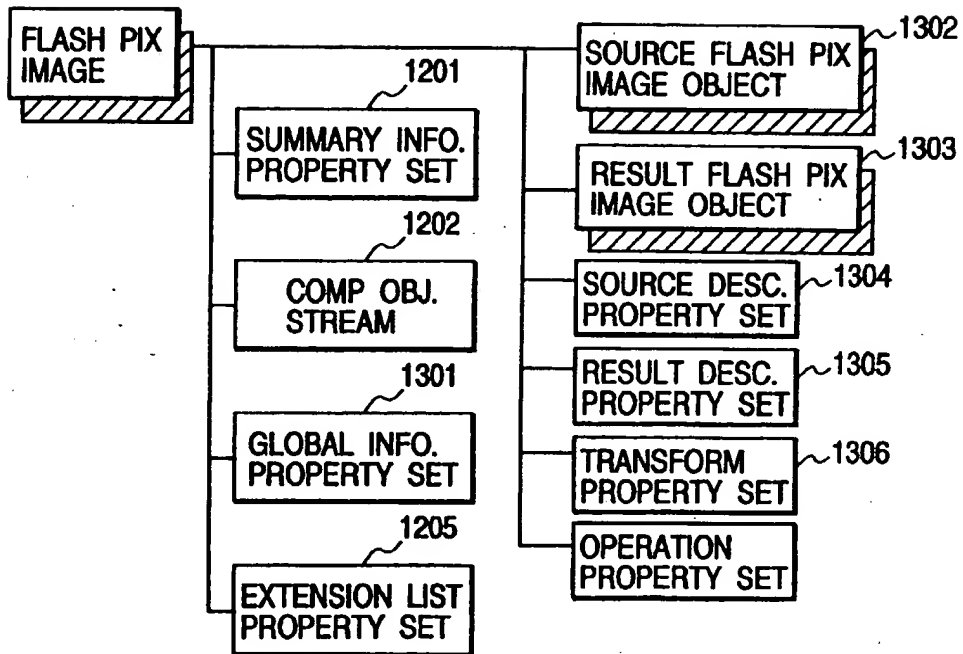 FLASH PIX
IMAGE
1201
SUMMARY INFO.
PROPERTY SET
1202
COMP OBJ.
STREAM
1301
GLOBAL INFO.
PROPERTY SET
1205
EXTENSION LIST
PROPERTY SET
1302
SOURCE FLASH PIX
IMAGE OBJECT
1303
RESULT FLASH PIX
IMAGE OBJECT
1304
SOURCE DESC.
PROPERTY SET
1305
RESULT DESC.
PROPERTY SET
1306
TRANSFORM
PROPERTY SET
OPERATION
PROPERTY SET